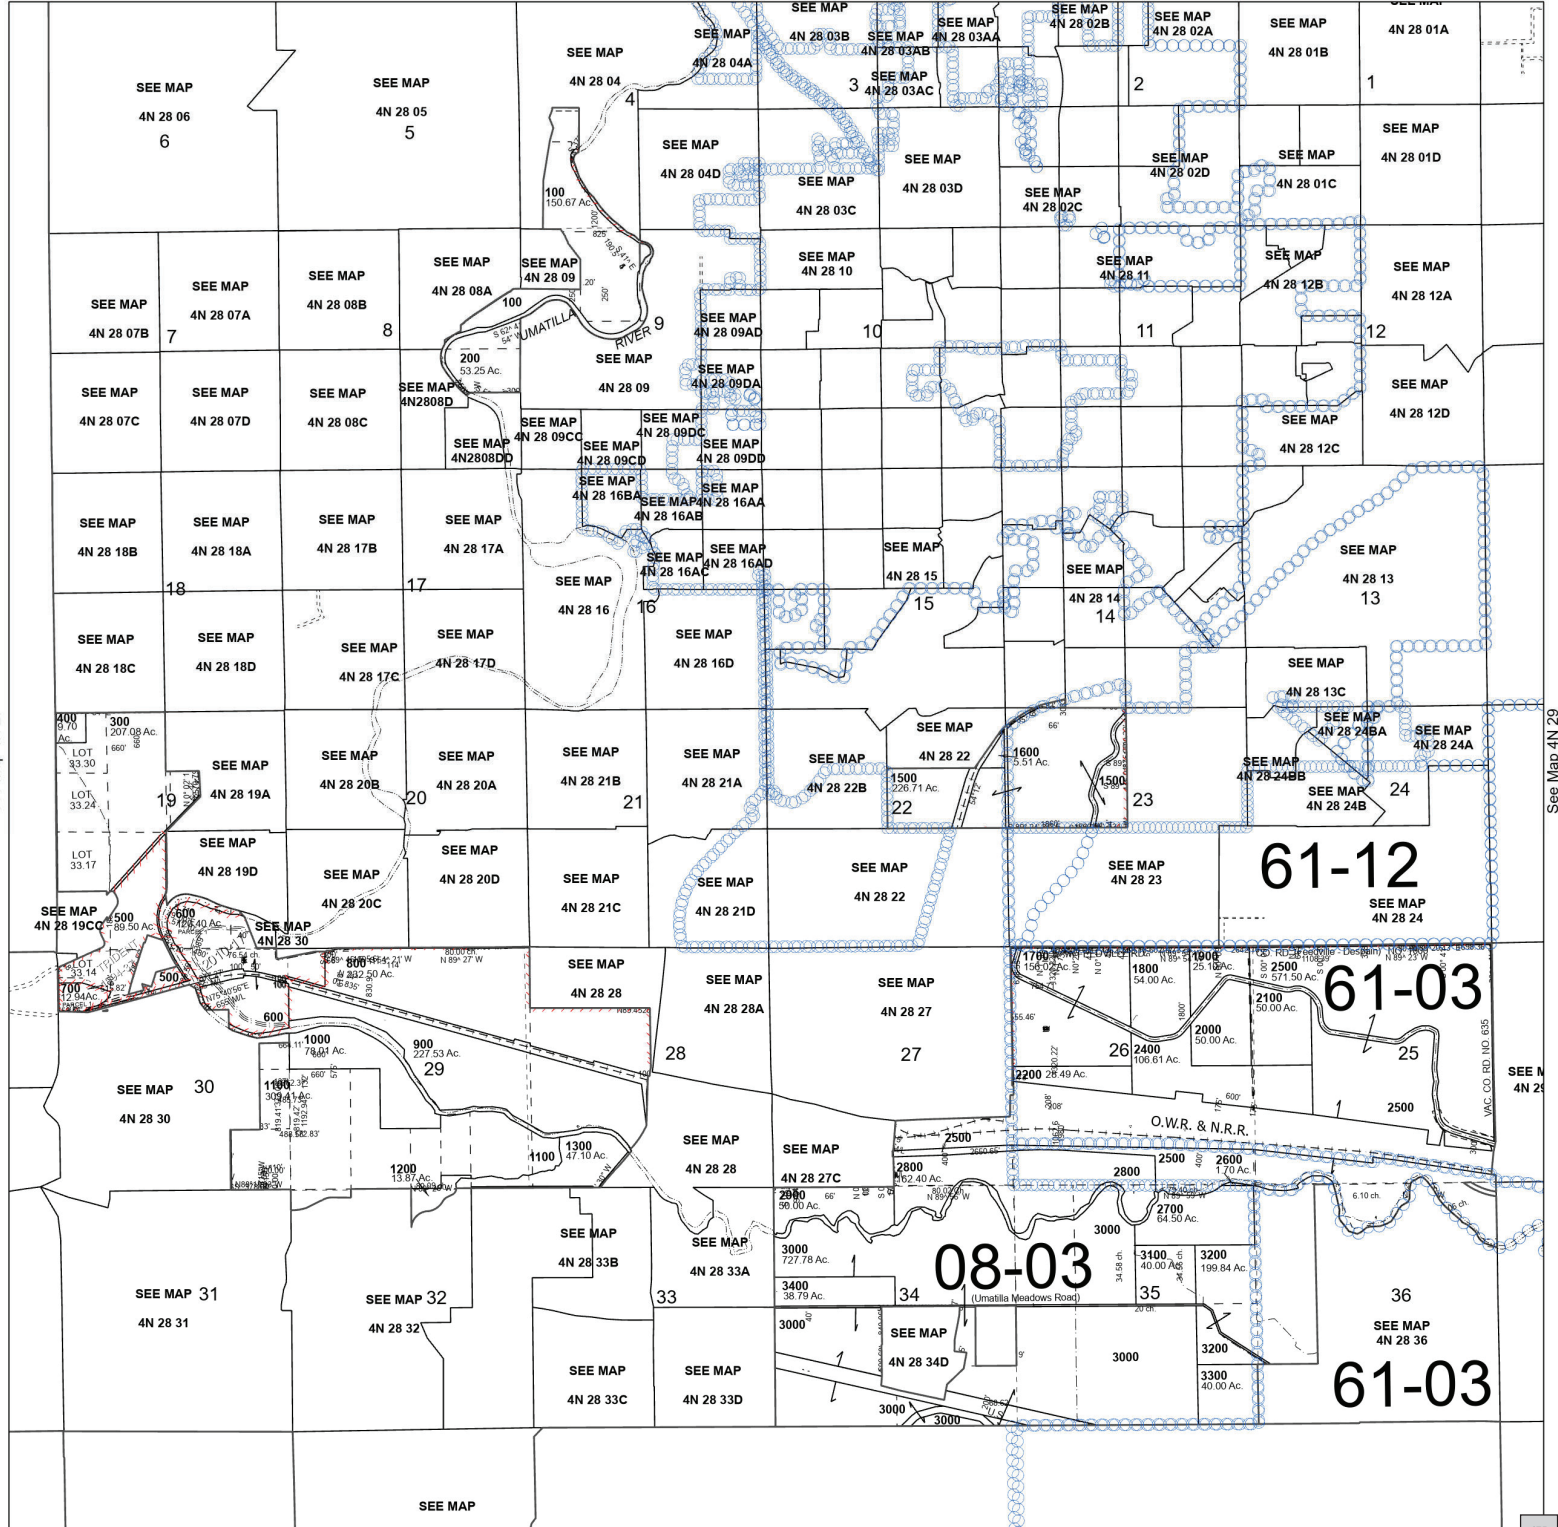 SEE MAP
4N 28 06
6
SEE MAP
4N 28 05
5
SEE MAP
4N 28 04
4
SEE MAP
4N 28 04A
SEE MAP
4N 28 03B
SEE MAP
4N 28 03AB
SEE MAP
4N 28 03AA
3
SEE MAP
4N 28 03AC
SEE MAP
4N 28 02B
SEE MAP
4N 28 02A
2
SEE MAP
4N 28 01B
4N 28 01A
1
SEE MAP
4N 28 04D
SEE MAP
4N 28 03C
SEE MAP
4N 28 03D
SEE MAP
4N 28 02C
SEE MAP
4N 28 02D
SEE MAP
4N 28 01C
SEE MAP
4N 28 01D
100
150.67 Ac.
SEE MAP
4N 28 07B
7
SEE MAP
4N 28 07A
SEE MAP
4N 28 08B
8
SEE MAP
4N 28 08A
SEE MAP
4N 28 09
100
UMATILLA
RIVER
9
SEE MAP
4N 28 09AD
SEE MAP
4N 28 10
10
SEE MAP
4N 28 11
11
SEE MAP
4N 28 12B
12
SEE MAP
4N 28 12A
SEE MAP
4N 28 07C
SEE MAP
4N 28 07D
SEE MAP
4N 28 08C
SEE MAP
4N2808D
200
53.25 Ac.
SEE MAP
4N 28 09
SEE MAP
4N 28 09DA
SEE MAP
4N2808DD
SEE MAP
4N 28 09CC
SEE MAP
4N 28 09CD
SEE MAP
4N 28 09DC
SEE MAP
4N 28 09DD
SEE MAP
4N 28 12C
SEE MAP
4N 28 12D
SEE MAP
4N 28 18B
SEE MAP
4N 28 18A
18
SEE MAP
4N 28 17B
SEE MAP
4N 28 17A
17
SEE MAP
4N 28 16BA
SEE MAP
4N 28 16AB
SEE MAP
4N 28 16AA
SEE MAP
4N 28 16AC
SEE MAP
4N 28 16AD
SEE MAP
4N 28 16
16
SEE MAP
4N 28 15
15
SEE MAP
4N 28 14
14
SEE MAP
4N 28 13
13
SEE MAP
4N 28 18C
SEE MAP
4N 28 18D
SEE MAP
4N 28 17C
SEE MAP
4N 28 17D
SEE MAP
4N 28 16D
SEE MAP
4N 28 13C
400
9.70
Ac.
300
207.08 Ac.
660'
LOT
33.30
LOT
33.24
LOT
33.17
19
SEE MAP
4N 28 19A
SEE MAP
4N 28 20B
20
SEE MAP
4N 28 20A
SEE MAP
4N 28 21B
21
SEE MAP
4N 28 21A
SEE MAP
4N 28 22B
SEE MAP
4N 28 22
1500
226.71 Ac.
22
1600
5.51 Ac.
66'
1500
23
SEE MAP
4N 28 24BA
SEE MAP
4N 28 24A
SEE MAP
4N 28 24BB
SEE MAP
4N 28 24B
24
See Map 4N 29
SEE MAP
4N 28 19D
SEE MAP
4N 28 20C
SEE MAP
4N 28 20D
SEE MAP
4N 28 21C
SEE MAP
4N 28 21D
SEE MAP
4N 28 22
SEE MAP
4N 28 23
61-12
SEE MAP
4N 28 24
SEE MAP
4N 28 19CC
500
89.50 Ac.
600
SEE MAP
4N 28 30
LOT
33.14
700
12.94Ac.
PARCEL 1
500
600
800
232.50 Ac.
80.00 ch.
N 89° 27' W
SEE MAP
4N 28 28
SEE MAP
4N 28 28A
28
SEE MAP
4N 28 27
27
1700
1800
54.00 Ac.
1900
2500
571.50 Ac.
2100
50.00 Ac.
61-03
2000
50.00 Ac.
26
2400
106.61 Ac.
2200
25
VAC. CO. RD. NO. 635
SEE M
4N 29
SEE MAP
4N 28 30
30
1000
78.01 Ac.
900
227.53 Ac.
29
1100
309.41 Ac.
1200
13.87 Ac.
1100
1300
47.10 Ac.
SEE MAP
4N 28 28
SEE MAP
4N 28 27C
2500
O.W.R. & N.R.R.
600'
2500
2800
162.40 Ac.
2800
2500
2600
1.70 Ac.
2900
50.00 Ac.
66'
2700
64.50 Ac.
6.10 ch.
SEE MAP
4N 28 31
31
SEE MAP
4N 28 32
32
SEE MAP
4N 28 33B
SEE MAP
4N 28 33A
33
3000
727.78 Ac.
3400
38.79 Ac.
08-03
(Umatilla Meadows Road)
34
3000
34.58 ch.
3100
40.00 Ac.
35
20 ch.
3200
199.84 Ac.
36
SEE MAP
4N 28 36
61-03
SEE MAP
4N 28 33C
SEE MAP
4N 28 33D
3000
40'
SEE MAP
4N 28 34D
3000
3000
U.S.
3000
3200
3300
40.00 Ac.
SEE MAP